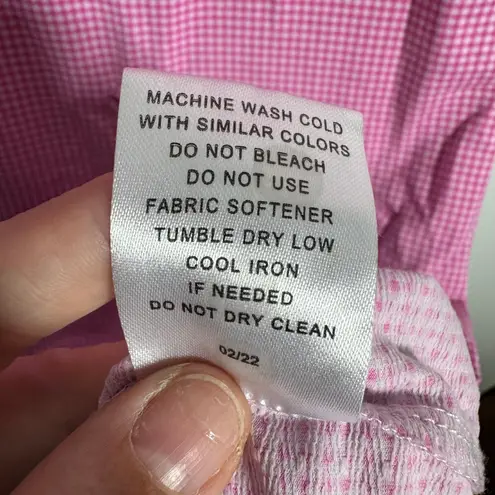 MACHINE WASH COLD
WITH SIMILAR COLORS
DO NOT BLEACH
DO NOT USE
FABRIC SOFTENER
TUMBLE DRY LOW
COOL IRON
IF NEEDED
DO NOT DRY CLEAN
02/22